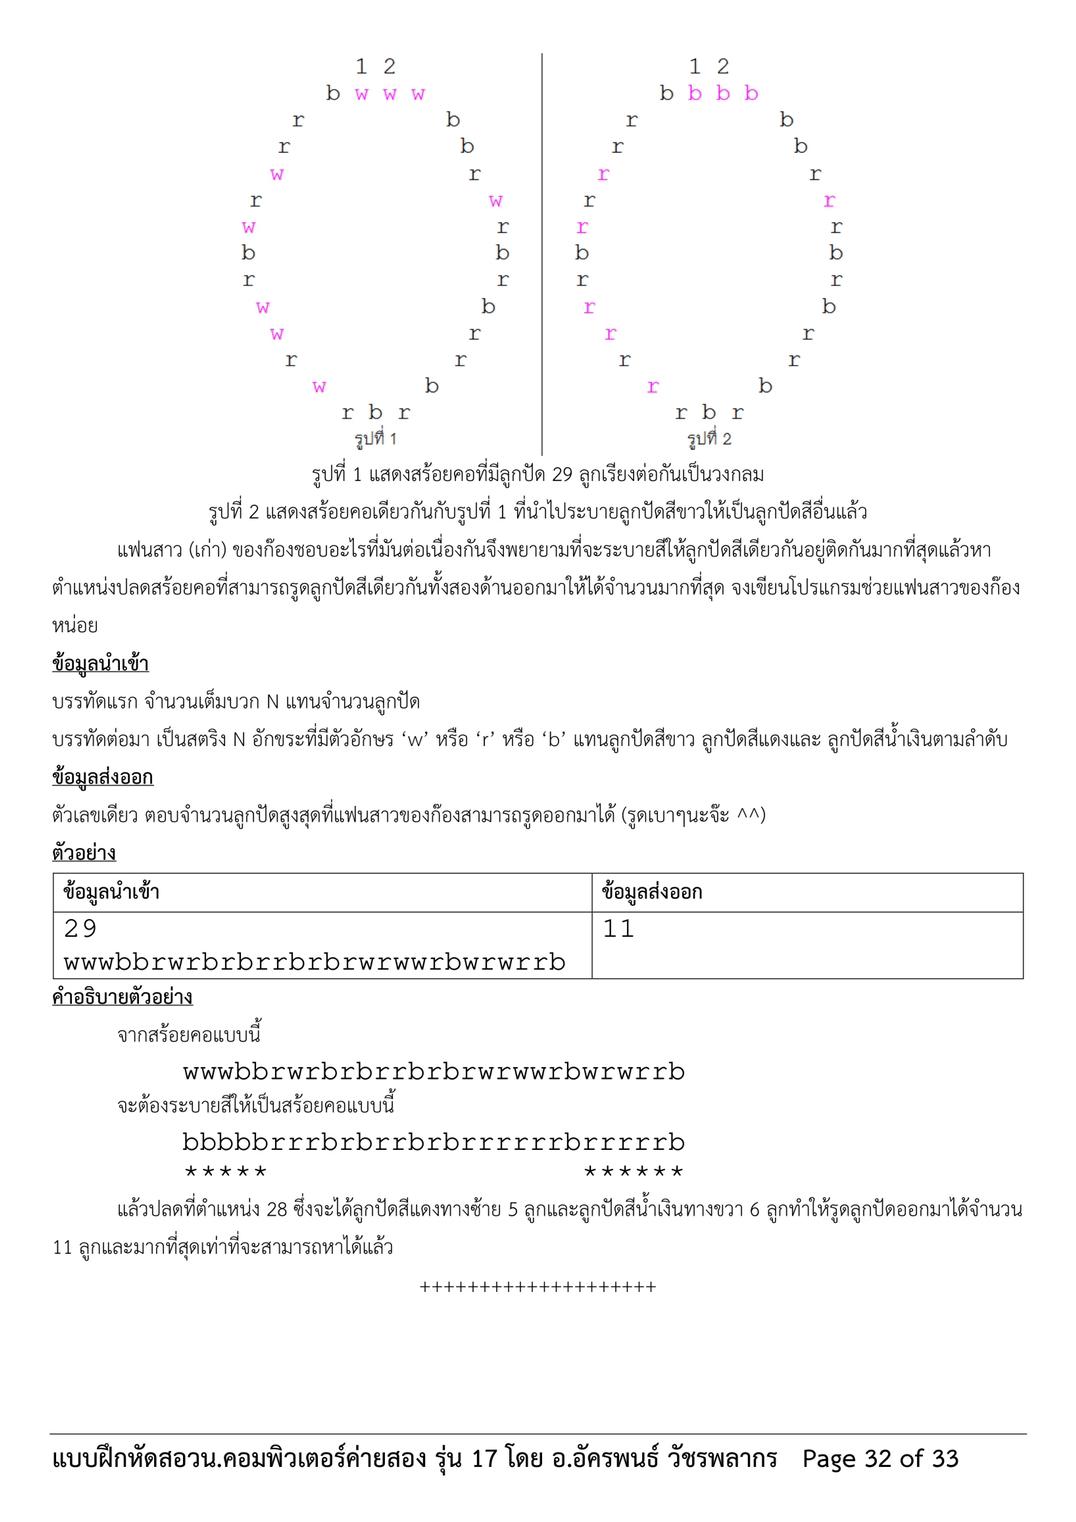 1 2
b w w w
r b
r b
w r
r w
w r
b b
r r
w b
w r
r r
w b
r b r
รูปที่ 1
1 2
b b b b
r b
r b
r r
r r
r r
b b
r r
r b
r r
r r
r b
r b r
รูปที่ 2
รูปที่ 1 แสดงสร้อยคอที่มีลูกปัด 29 ลูกเรียงต่อกันเป็นวงกลม
รูปที่ 2 แสดงสร้อยคอเดียวกันกับรูปที่ 1 ที่นำไประบายลูกปัดสีขาวให้เป็นลูกปัดสีอื่นแล้ว
แฟนสาว (เก่า) ของก๊องชอบอะไรที่มันต่อเนื่องกันจึงพยายามที่จะระบายสีให้ลูกปัดสีเดียวกันอยู่ติดกันมากที่สุดแล้วหา
ตำแหน่งปลดสร้อยคอที่สามารถรูดลูกปัดสีเดียวกันทั้งสองด้านออกมาให้ได้จำนวนมากที่สุด จงเขียนโปรแกรมช่วยแฟนสาวของก๊อง
หน่อย
ข้อมูลนำเข้า
บรรทัดแรก จำนวนเต็มบวก N แทนจำนวนลูกปัด
บรรทัดต่อมา เป็นสตริง N อักขระที่มีตัวอักษร ‘w’ หรือ ‘r’ หรือ ‘b’ แทนลูกปัดสีขาว ลูกปัดสีแดงและ ลูกปัดสีน้ำเงินตามลำดับ
ข้อมูลส่งออก
ตัวเลขเดียว ตอบจำนวนลูกปัดสูงสุดที่แฟนสาวของก๊องสามารถรูดออกมาได้ (รูดเบาๆนะจ๊ะ ^^)
ตัวอย่าง
ข้อมูลนำเข้า ข้อมูลส่งออก
29 11
wwwbbrwrbrbrrbrbrwrwwrbwrwrrb
คำอธิบายตัวอย่าง
จากสร้อยคอแบบนี้
wwwbbrwrbrbrrbrbrwrwwrbwrwrrb
จะต้องระบายสีให้เป็นสร้อยคอแบบนี้
bbbbbrrrbrbrrbrbrrrrrrbrrrrrb
***** ******
แล้วปลดที่ตำแหน่ง 28 ซึ่งจะได้ลูกปัดสีแดงทางซ้าย 5 ลูกและลูกปัดสีน้ำเงินทางขวา 6 ลูกทำให้รูดลูกปัดออกมาได้จำนวน
11 ลูกและมากที่สุดเท่าที่จะสามารถหาได้แล้ว
++++++++++++++++++++
แบบฝึกหัดสอวน.คอมพิวเตอร์ค่ายสอง รุ่น 17 โดย อ.อัครพนธ์ วัชรพลากร Page 32 of 33